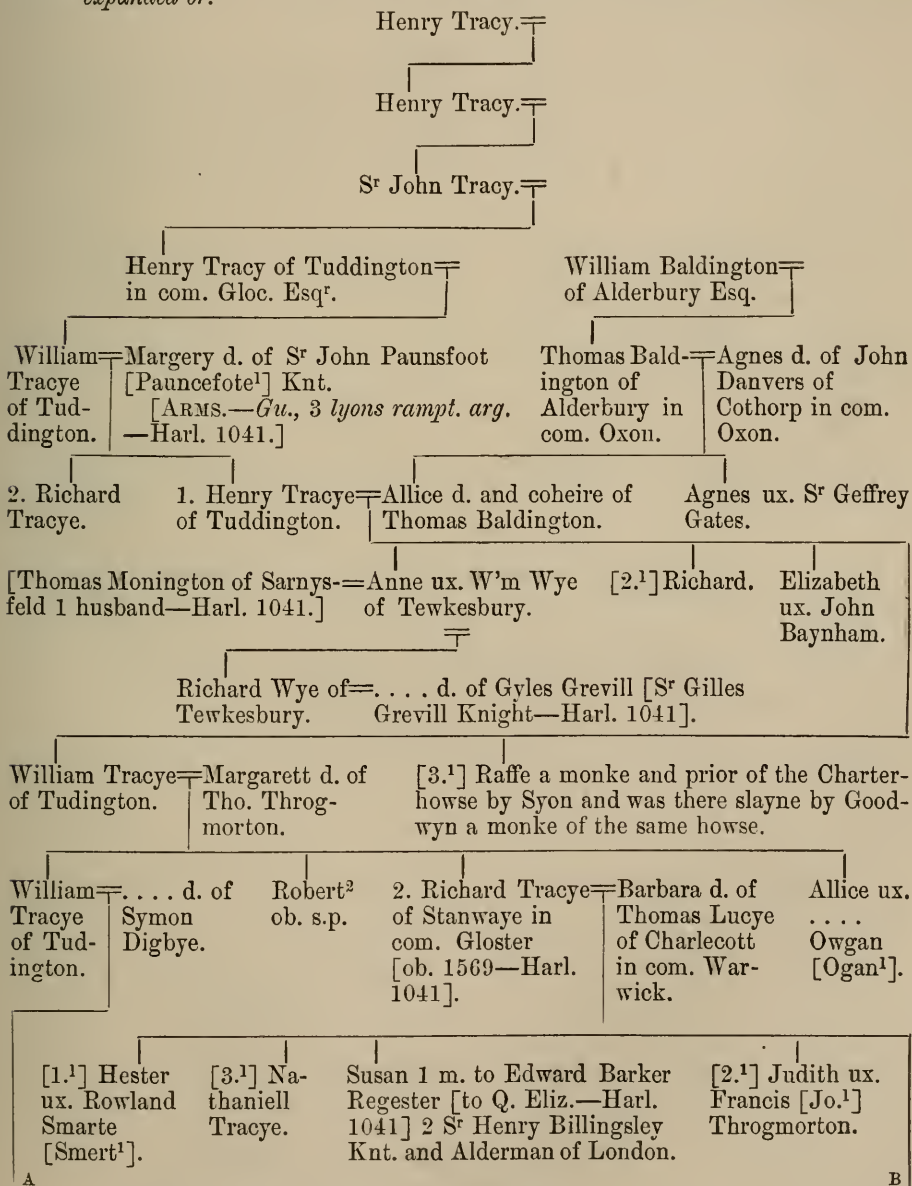 expanded or.
Henry Tracy.
Henry Tracy.
Sr John Tracy.
Henry Tracy of Tuddington
in com. Gloc. Esqr.
William Baldington
of Alderbury Esq.
William
Tracye
of Tud-
dington.
Margery d. of Sr John Paunsfoot
[Pauncefote1] Knt.
[ARMS.—Gu., 3 lyons rampt. arg.
—Harl. 1041.]
Thomas Bald-
ington of
Alderbury in
com. Oxon.
Agnes d. of John
Danvers of
Cothorp in com.
Oxon.
2. Richard
Tracye.
1. Henry Tracye
of Tuddington.
Allice d. and coheire of
Thomas Baldington.
Agnes ux. Sr Geffrey
Gates.
[Thomas Monington of Sarnys-
feld 1 husband—Harl. 1041.]
Anne ux. W'm Wye
of Tewkesbury.
[2.1] Richard.
Elizabeth
ux. John
Baynham.
Richard Wye of
Tewkesbury.
. . . . d. of Gyles Grevill [Sr Gilles
Grevill Knight—Harl. 1041].
William Tracye
of Tudington.
Margarett d. of
Tho. Throg-
morton.
[3.1] Raffe a monke and prior of the Charter-
howse by Syon and was there slayne by Good-
wyn a monke of the same howse.
William
Tracye
of Tud-
ington.
. . . . d. of
Symon
Digbye.
Robert2
ob. s.p.
2. Richard Tracye
of Stanwaye in
com. Gloster
[ob. 1569—Harl.
1041].
Barbara d. of
Thomas Lucye
of Charlecott
in com. War-
wick.
Allice ux.
. . . .
Owgan
[Ogan1].
[1.1] Hester
ux. Rowland
Smarte
[Smert1].
[3.1] Na-
thaniell
Tracye.
Susan 1 m. to Edward Barker
Regester [to Q. Eliz.—Harl.
1041] 2 Sr Henry Billingsley
Knt. and Alderman of London.
[2.1] Judith ux.
Francis [Jo.1]
Throgmorton.
A
B